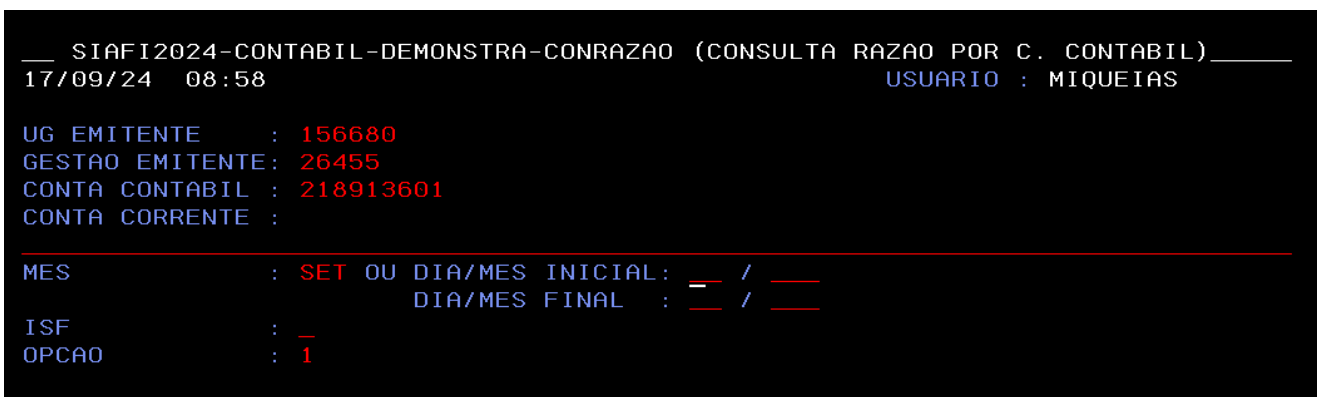 __ SIAFI2024-CONTABIL-DEMONSTRA-CONRAZAO (CONSULTA RAZAO POR C. CONTABIL)_____
17/09/24 08:58 USUARIO : MIQUEIAS
UG EMITENTE : 156680
GESTAO EMITENTE: 26455
CONTA CONTABIL : 218913601
CONTA CORRENTE :
MES : SET OU DIA/MES INICIAL: __ / ___
DIA/MES FINAL : __ / ___
ISF : _
OPCAO : 1